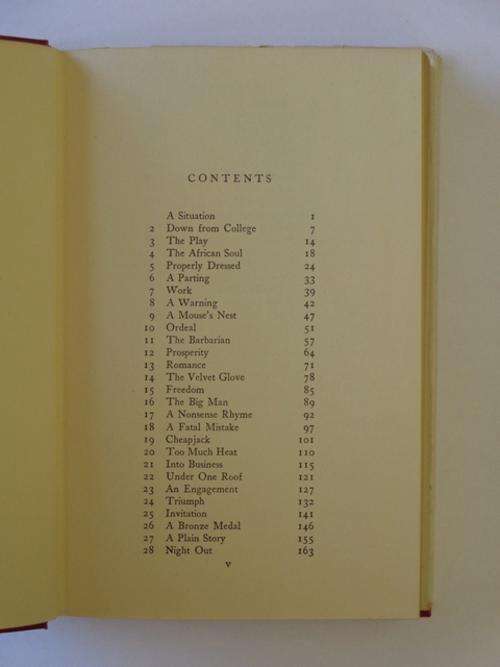 CONTENTS
A Situation 1
2 Down from College 7
3 The Play 14
4 The African Soul 18
5 Properly Dressed 24
6 A Parting 33
7 Work 39
8 A Warning 42
9 A Mouse's Nest 47
10 Ordeal 51
11 The Barbarian 57
12 Prosperity 64
13 Romance 71
14 The Velvet Glove 78
15 Freedom 85
16 The Big Man 89
17 A Nonsense Rhyme 92
18 A Fatal Mistake 97
19 Cheapjack 101
20 Too Much Heat 110
21 Into Business 115
22 Under One Roof 121
23 An Engagement 127
24 Triumph 132
25 Invitation 141
26 A Bronze Medal 146
27 A Plain Story 155
28 Night Out 163
v